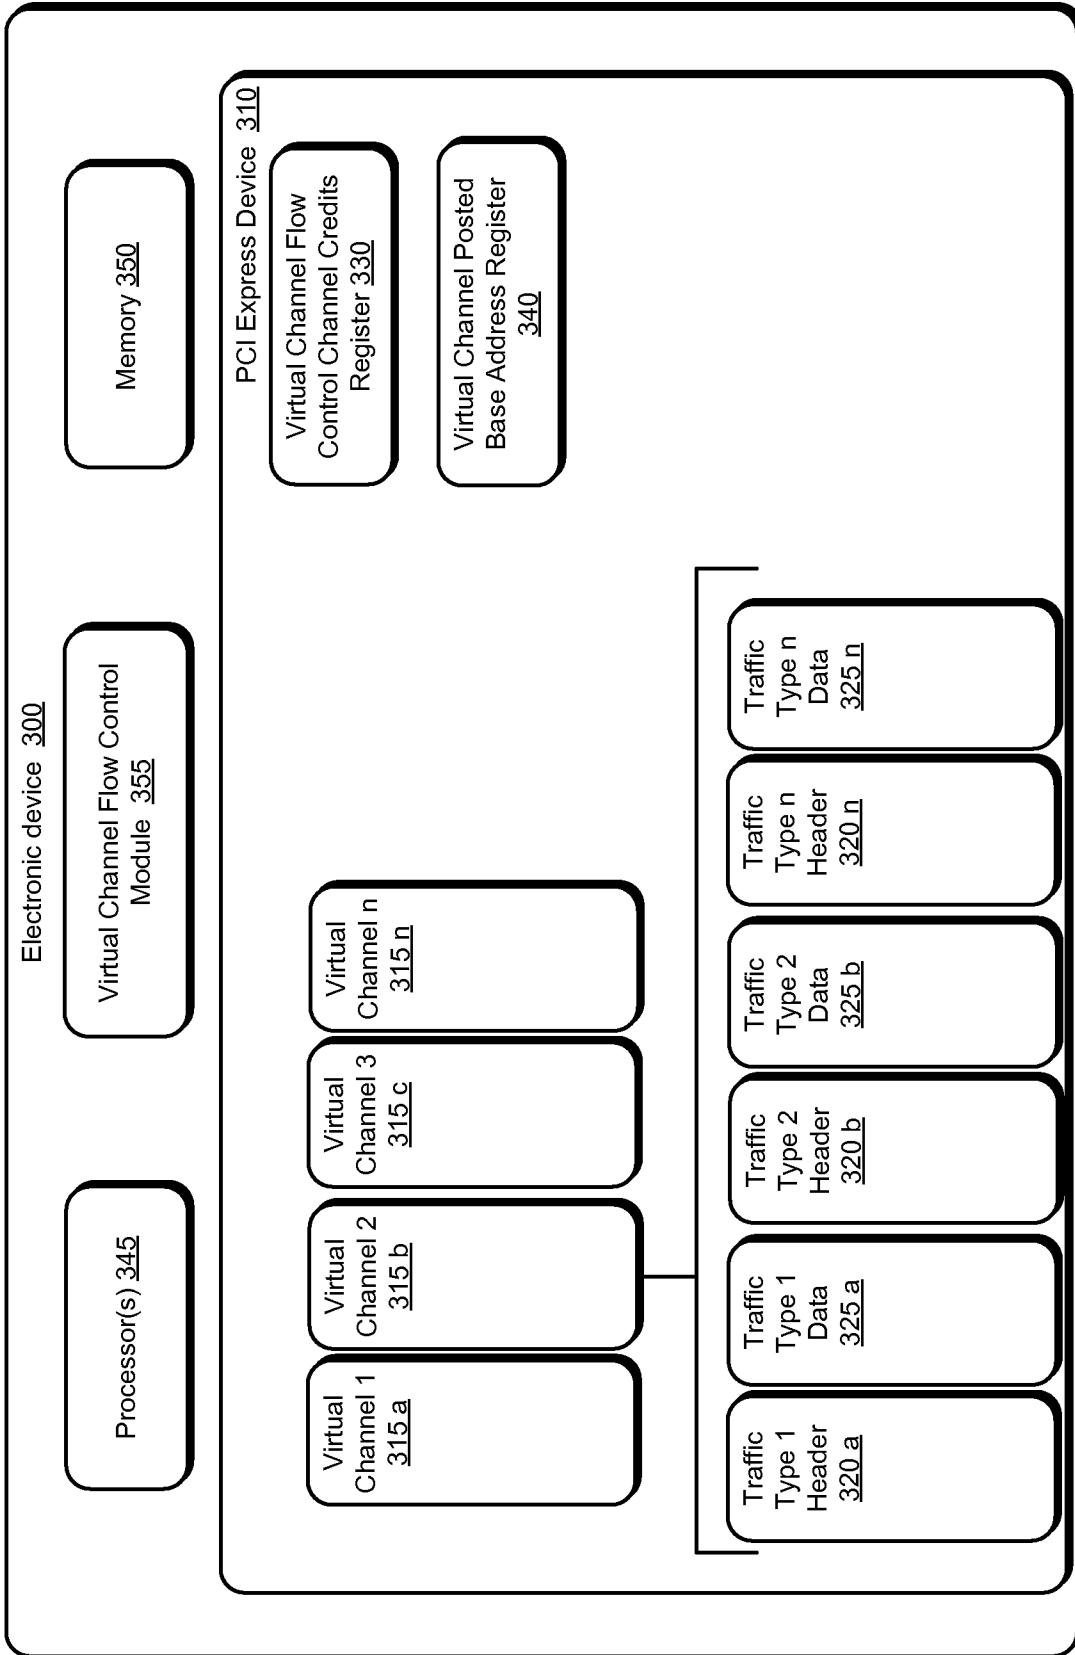 Electronic device 300
Processor(s) 345
Virtual Channel Flow Control
Module 355
Memory 350
PCI Express Device 310
Virtual
Channel 1
315 a
Virtual
Channel 2
315 b
Virtual
Channel 3
315 c
Virtual
Channel n
315 n
Virtual Channel Flow
Control Channel Credits
Register 330
Virtual Channel Posted
Base Address Register
340
Traffic
Type 1
Header
320 a
Traffic
Type 1
Data
325 a
Traffic
Type 2
Header
320 b
Traffic
Type 2
Data
325 b
Traffic
Type n
Header
320 n
Traffic
Type n
Data
325 n